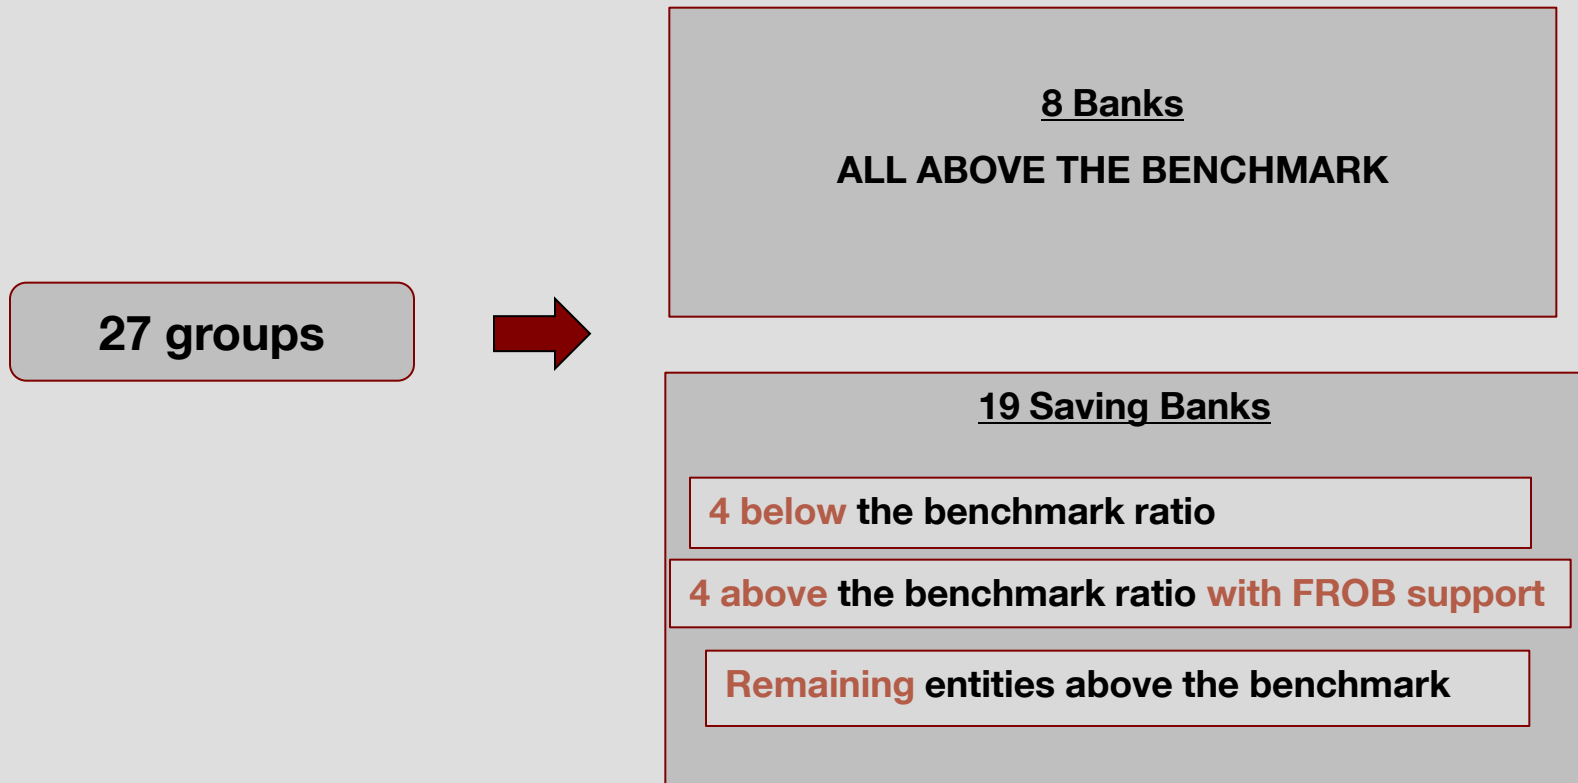 27 groups
8 Banks
ALL ABOVE THE BENCHMARK
19 Saving Banks
4 below the benchmark ratio
4 above the benchmark ratio with FROB support
Remaining entities above the benchmark